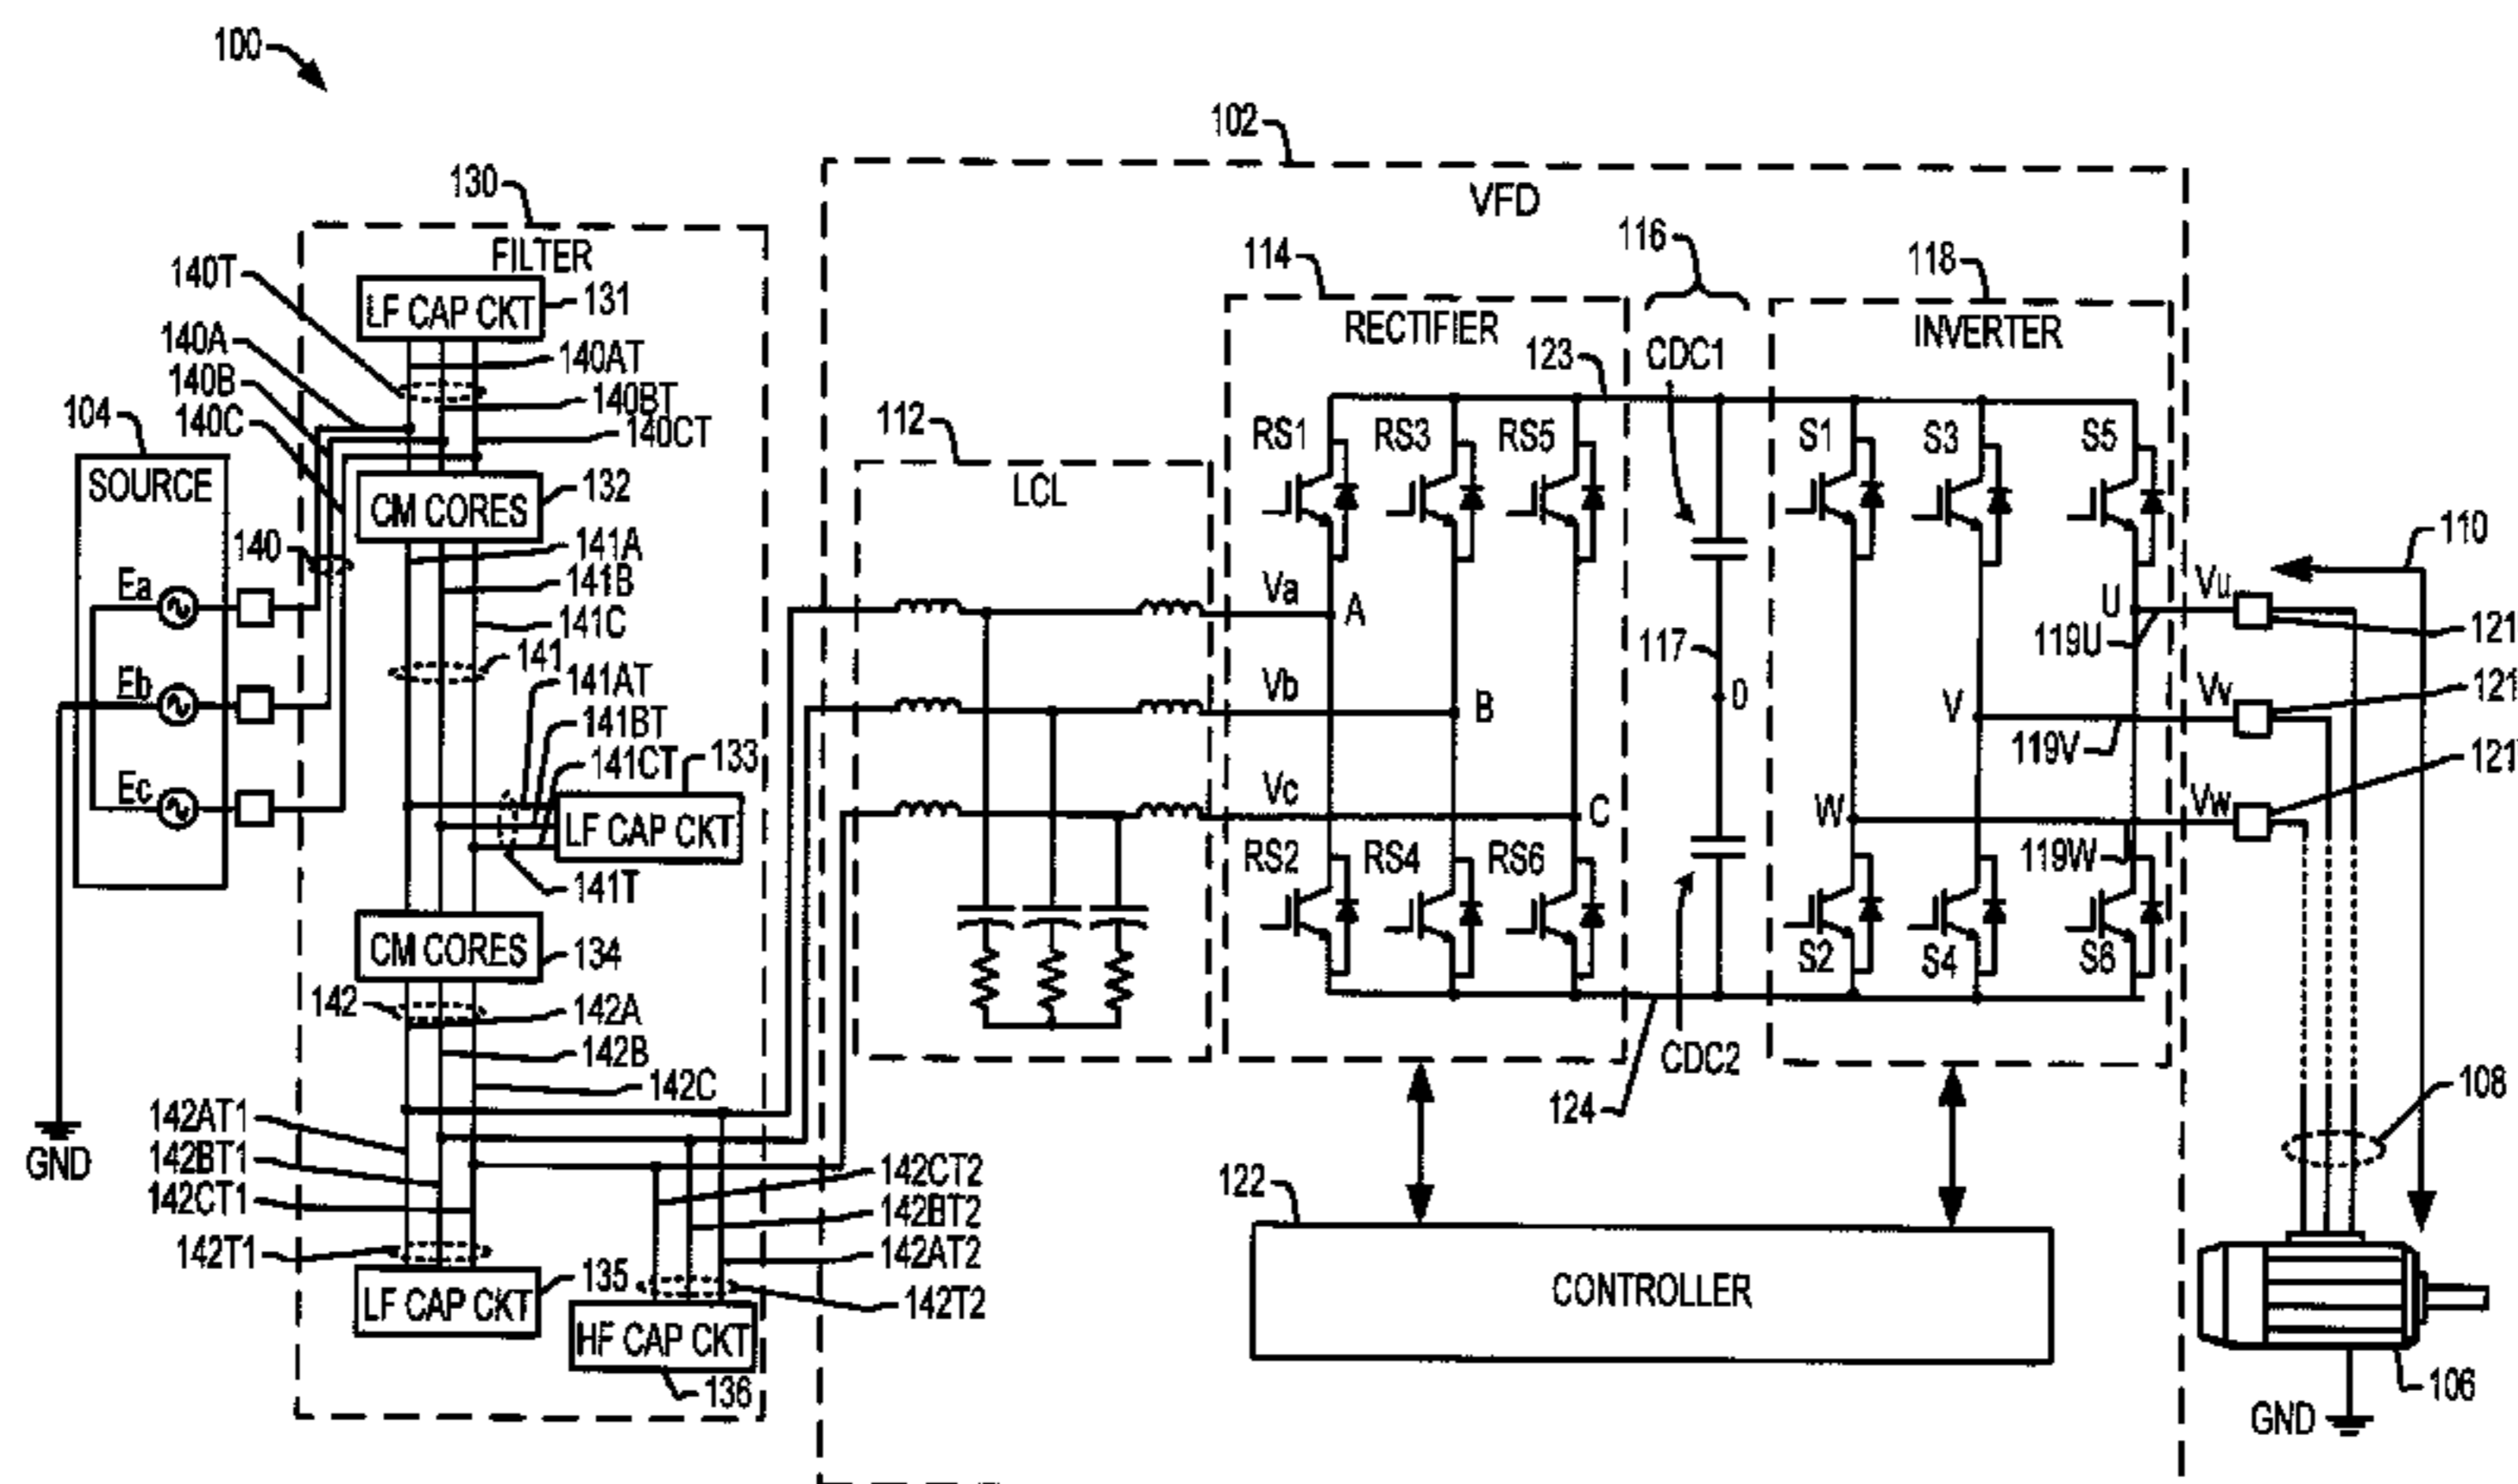 100
102
VFD
130
FILTER
LF CAP CKT
131
140T
140A
140B
140C
140AT
140BT
140CT
104
SOURCE
Ea
Eb
Ec
GND
140
CM CORES
132
141A
141B
141C
141
141AT
141BT
141CT
133
LF CAP CKT
141T
CM CORES
134
142
142A
142B
142C
142AT1
142BT1
142CT1
142T1
LF CAP CKT
135
142CT2
142BT2
142AT2
142T2
HF CAP CKT
136
112
LCL
114
RECTIFIER
RS1
RS3
RS5
Va
A
Vb
B
Vc
C
RS2
RS4
RS6
116
123
CDC1
117
0
CDC2
124
118
INVERTER
S1
S3
S5
U
V
W
119U
119V
119W
S2
S4
S6
Vu
Vv
Vw
110
121
121
121
108
122
CONTROLLER
106
GND